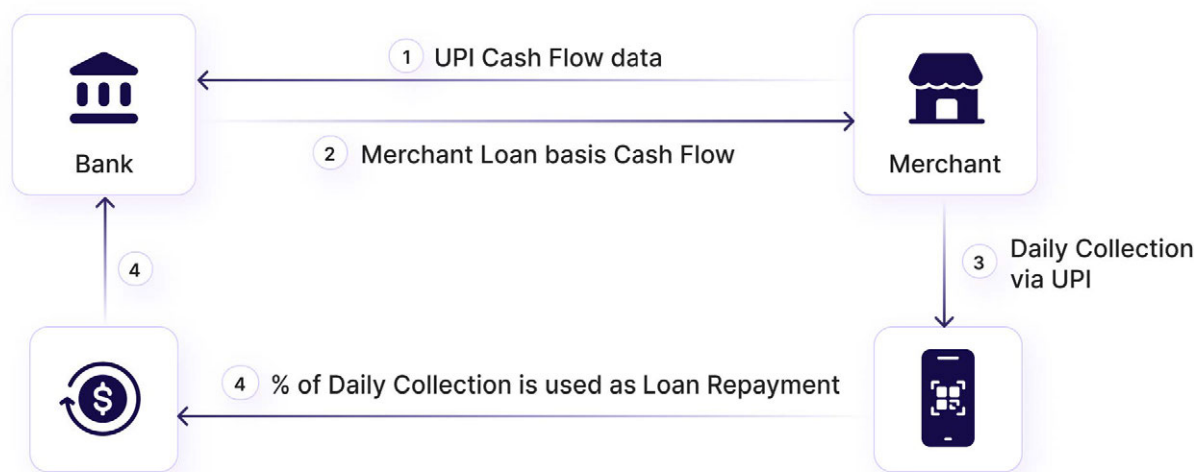 1 UPI Cash Flow data
Bank
2 Merchant Loan basis Cash Flow
Merchant
3 Daily Collection
via UPI
4
4 % of Daily Collection is used as Loan Repayment
$